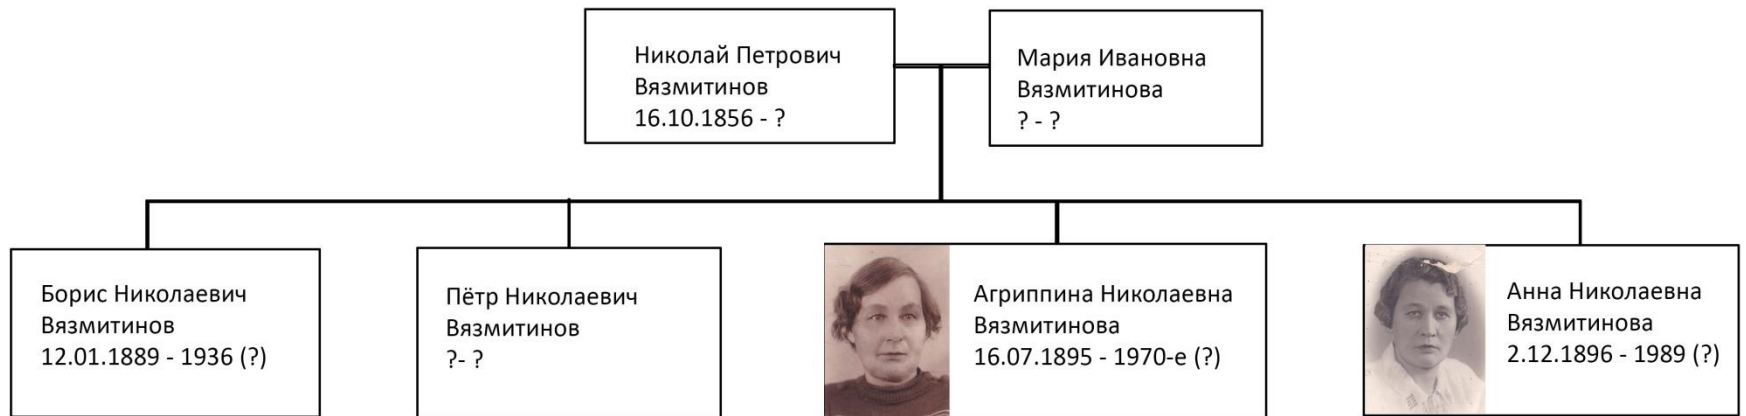 Николай Петрович
Вязмитинов
16.10.1856 - ?
Мария Ивановна
Вязмитинова
? - ?
Борис Николаевич
Вязмитинов
12.01.1889 - 1936 (?)
Пётр Николаевич
Вязмитинов
?- ?
Агриппина Николаевна
Вязмитинова
16.07.1895 - 1970-е (?)
Анна Николаевна
Вязмитинова
2.12.1896 - 1989 (?)